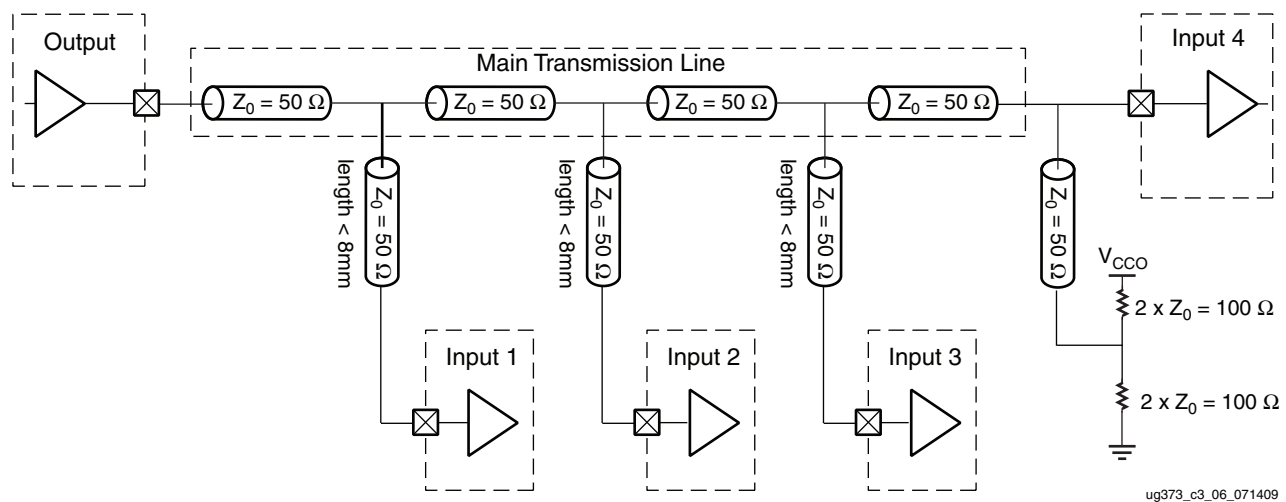 Output
Main Transmission Line
Input 4
Z0 = 50 Ω
Z0 = 50 Ω
Z0 = 50 Ω
Z0 = 50 Ω
length < 8mm
Z0 = 50 Ω
length < 8mm
Z0 = 50 Ω
length < 8mm
Z0 = 50 Ω
Z0 = 50 Ω
VCCO
2 x Z0 = 100 Ω
2 x Z0 = 100 Ω
Input 1
Input 2
Input 3
ug373_c3_06_071409